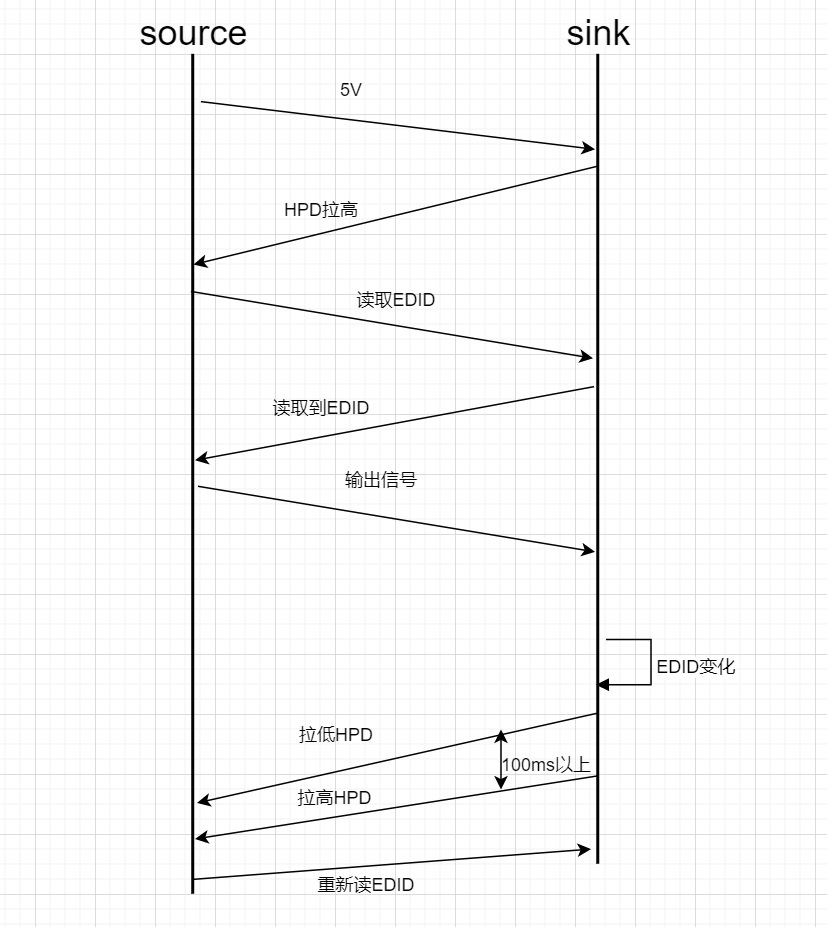 source
sink
5V
HPD拉高
读取EDID
读取到EDID
输出信号
EDID变化
拉低HPD
100ms以上
拉高HPD
重新读EDID